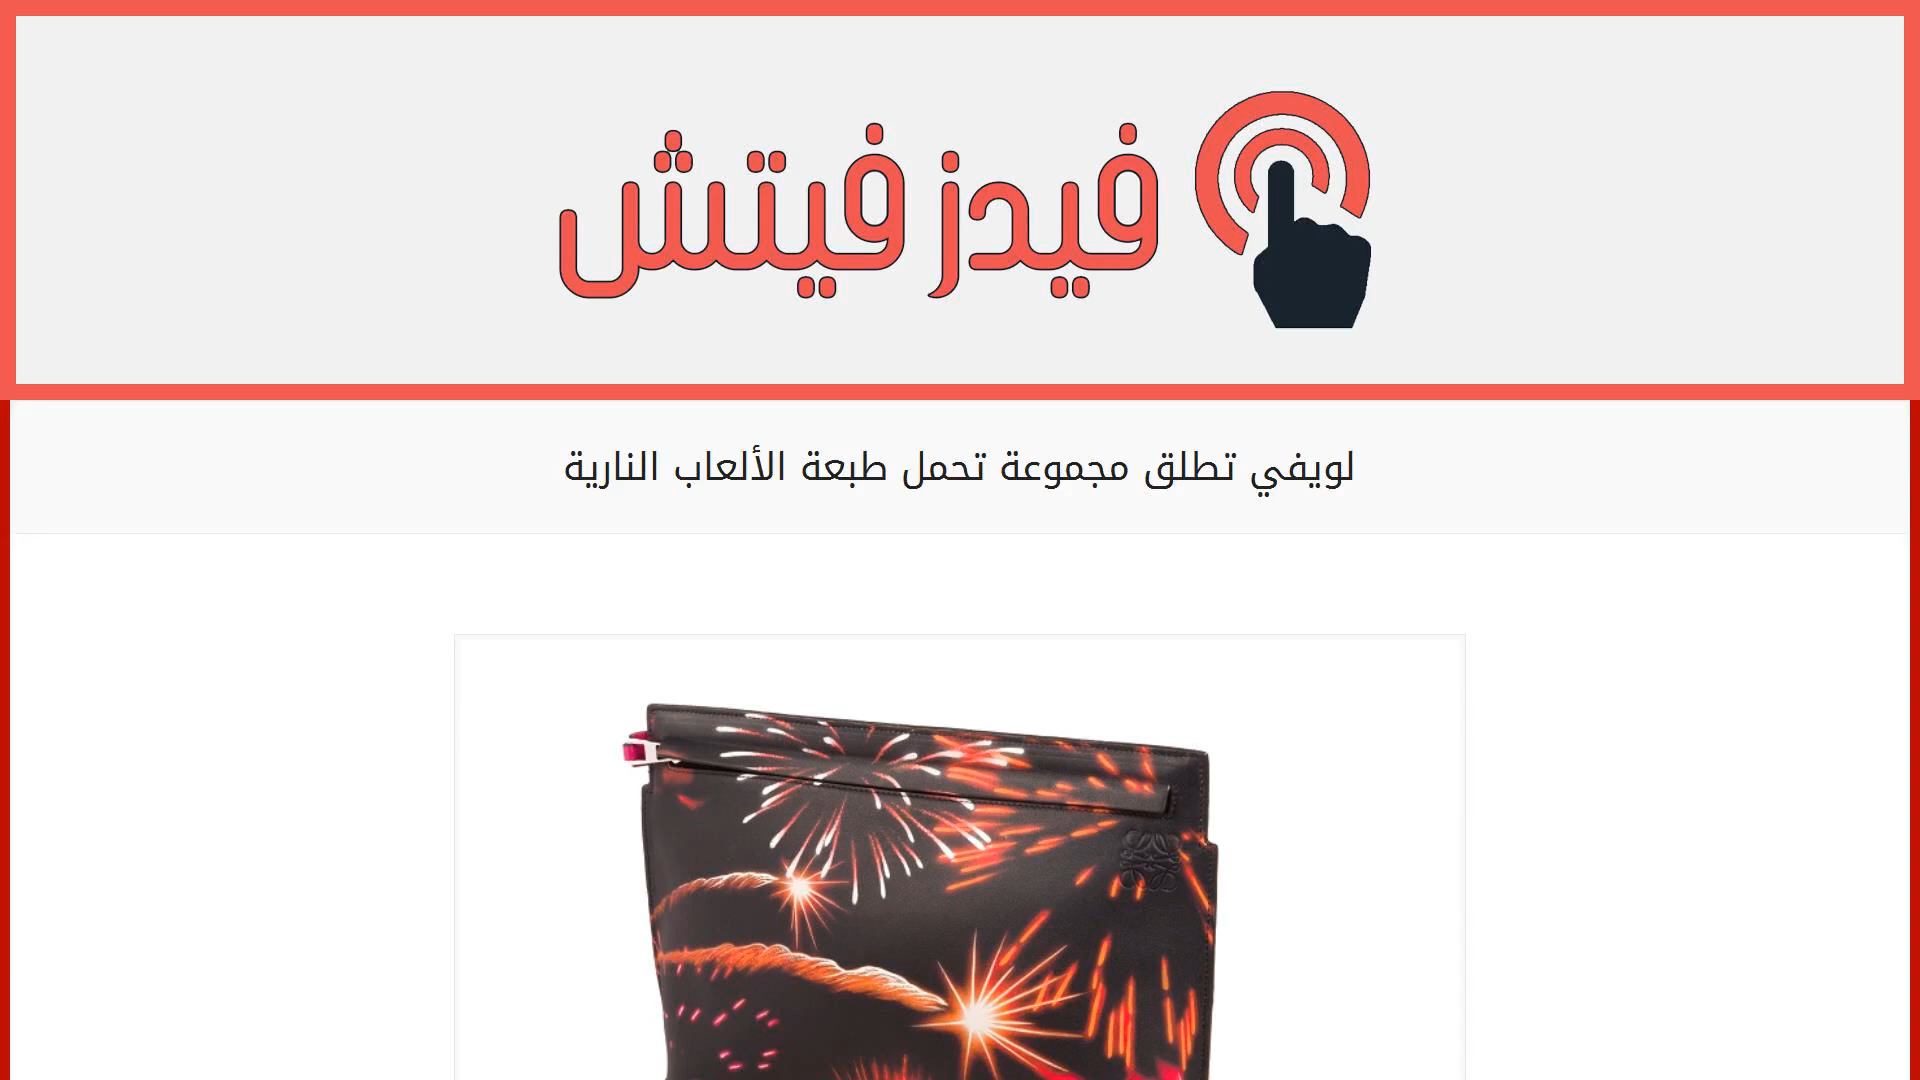 فيدز فيتش
لويفي تطلق مجموعة تحمل طبعة الألعاب النارية